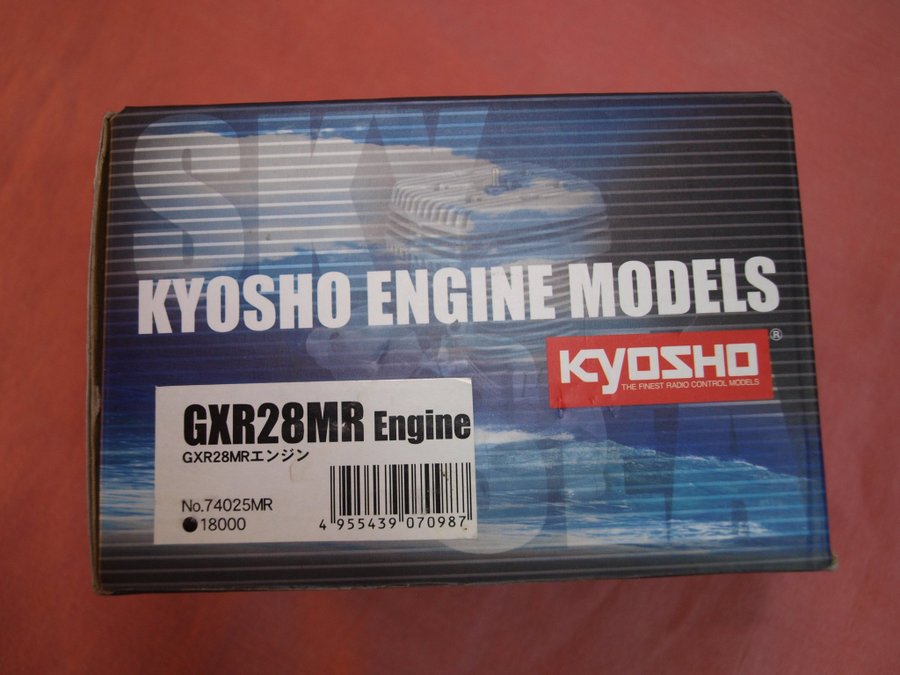 SKY
KYOSHO ENGINE MODELS
KYOSHO ®
THE FINEST RADIO CONTROL MODELS
GXR28MR Engine
GXR28MRエンジン
No.74025MR
●18000
4 955439 070987